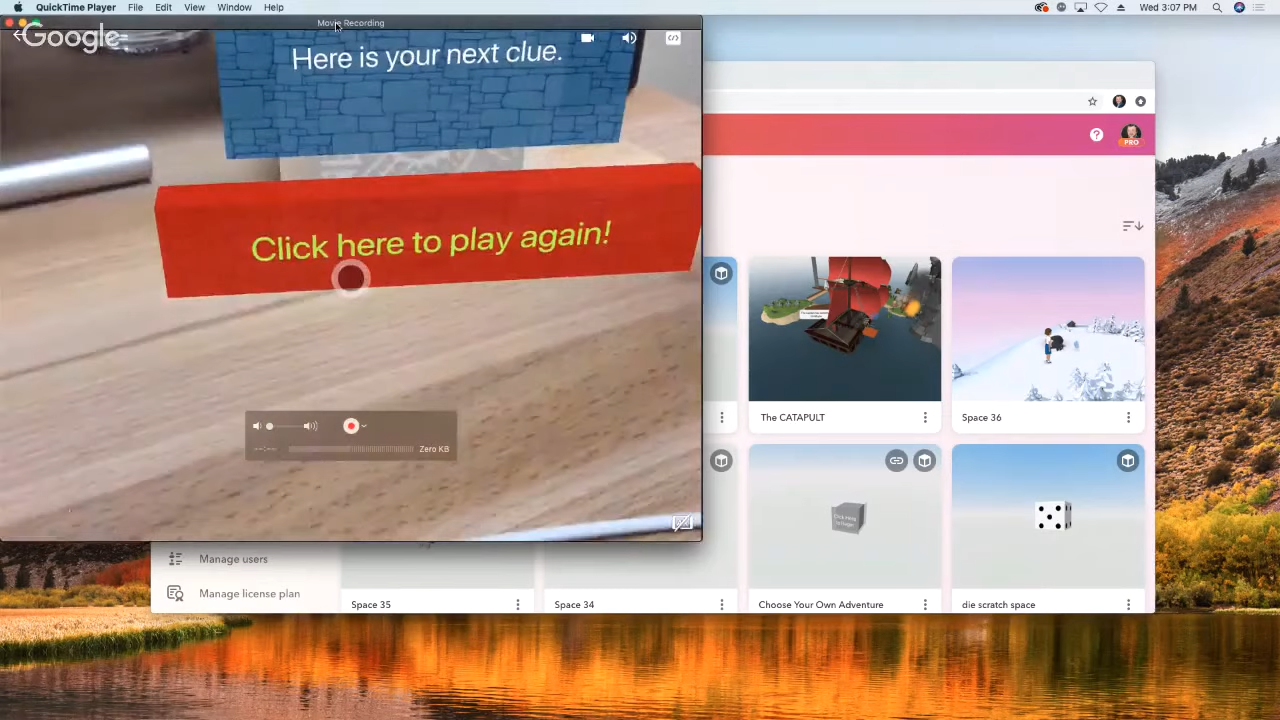 QuickTime Player File Edit View Window Help
Wed 3:07 PM
Movie Recording
Google
Here is your next clue.
Click here to play again!
--:--
Zero KB
PRO
The CATAPULT
Space 36
Manage users
Manage license plan
Space 35
Space 34
Choose Your Own Adventure
die scratch space